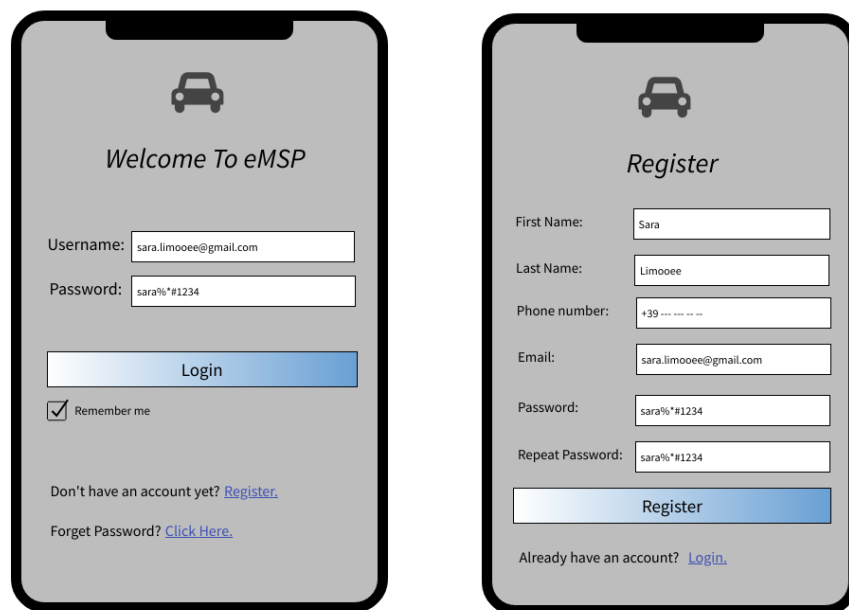 Welcome To eMSP
Username: sara.limooee@gmail.com
Password: sara%*#1234
Login
Remember me
Don't have an account yet? Register.
Forget Password? Click Here.
Register
First Name: Sara
Last Name: Limooee
Phone number: +39 --- --- -- --
Email: sara.limooee@gmail.com
Password: sara%*#1234
Repeat Password: sara%*#1234
Register
Already have an account? Login.